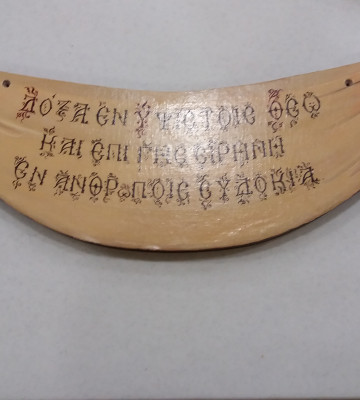 ΔΟΞΑ ΕΝ ΥΨΙϹΤΟΙϹ ΘΕΩ
ΚΑΙ ΕΠΙ ΓΗϹ ΕΙΡΗΝΗ
ΕΝ ΑΝΘΡΩΠΟΙϹ ΕΥΔΟΚΙΑ